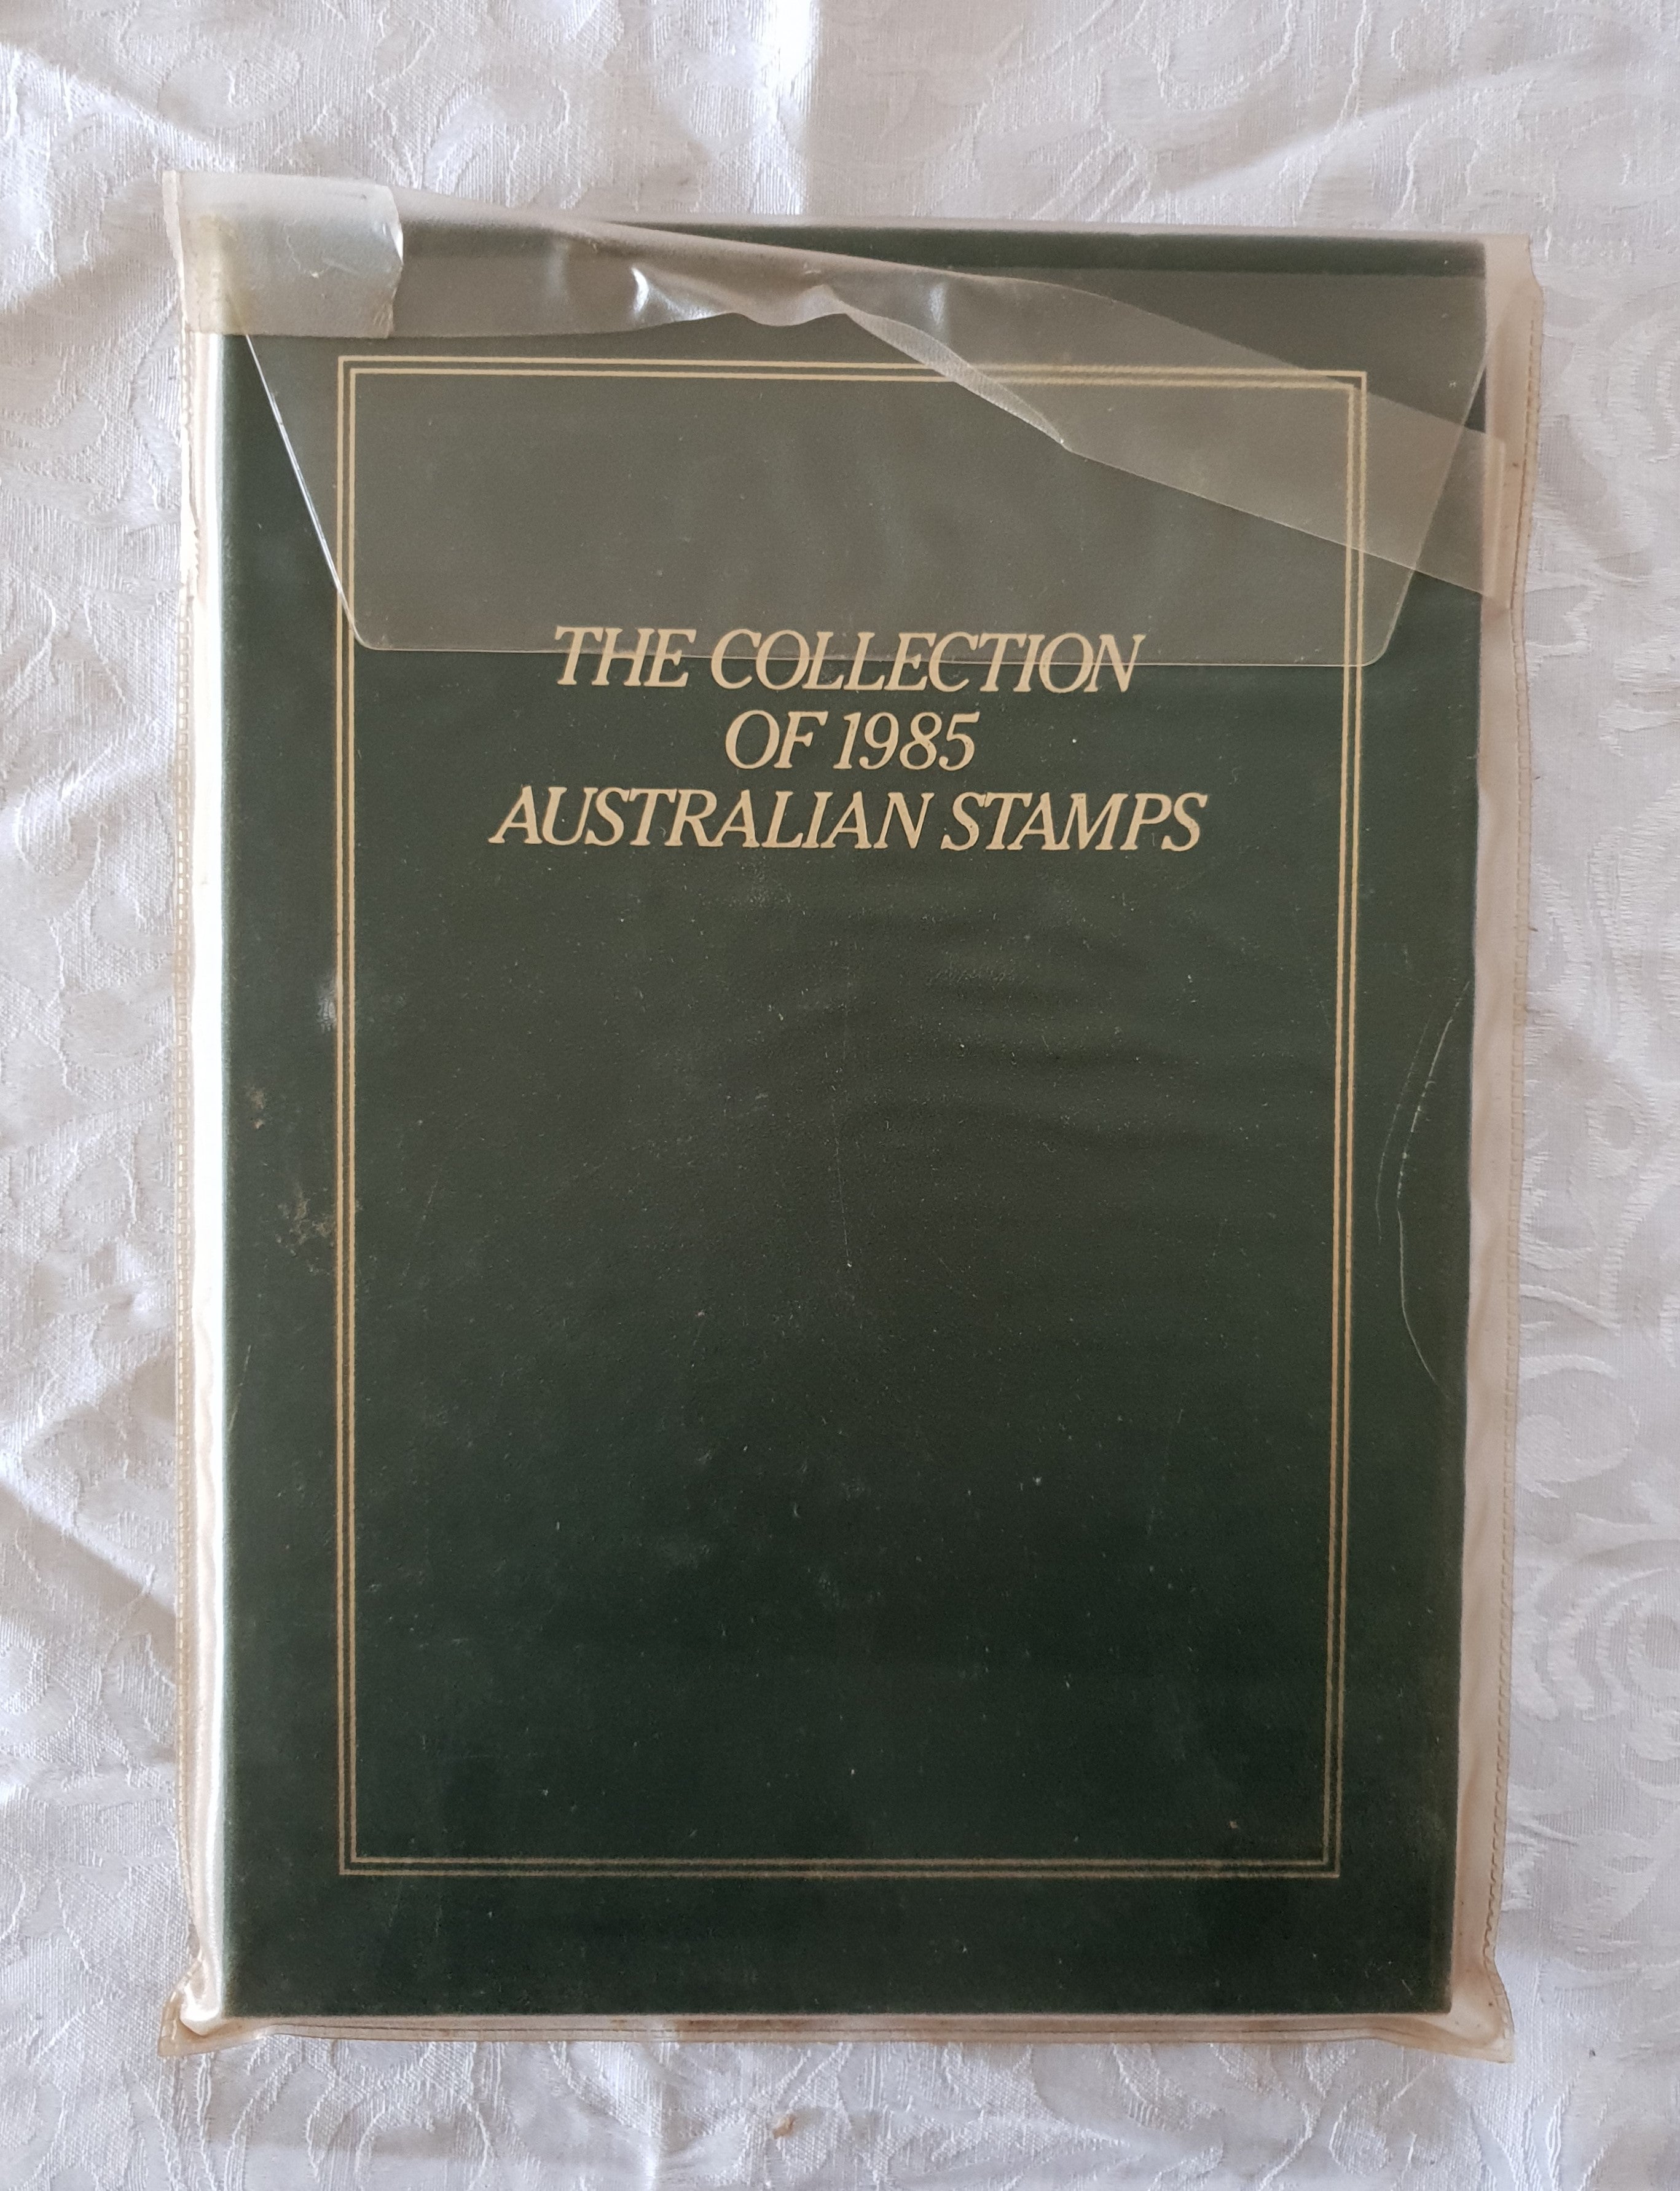 THE COLLECTION
OF 1985
AUSTRALIAN STAMPS